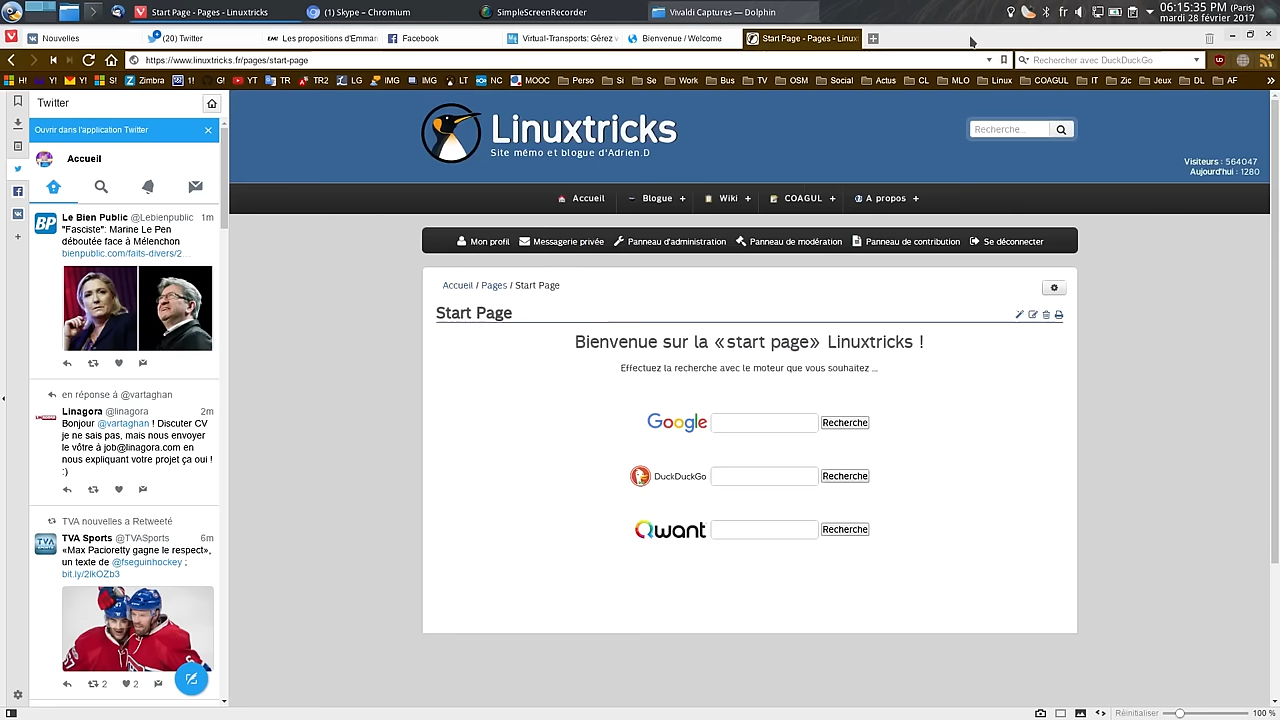 Start Page - Pages - Linuxtricks
(1) Skype – Chromium
SimpleScreenRecorder
Vivaldi Captures — Dolphin
fr
06:15:35 PM (Paris)
mardi 28 février 2017
Nouvelles
(20) Twitter
Les propositions d'Emman
Facebook
Virtual-Transports: Gérez v
Bienvenue / Welcome
Start Page - Pages - Linux
https://www.linuxtricks.fr/pages/start-page
Rechercher avec DuckDuckGo
H! Y! Y! S! Zimbra 1! G! YT TR TR2 LG IMG IMG LT NC MOOC Perso Si Se Work Bus TV OSM Social Actus CL MLO Linux COAGUL IT Zic Jeux DL AF
Twitter
Ouvrir dans l'application Twitter
Accueil
BP
Le Bien Public @Lebienpublic 1m
"Fasciste": Marine Le Pen
déboutée face à Mélenchon
bienpublic.com/faits-divers/2…
en réponse à @vartaghan
Linagora @linagora 2m
Bonjour @vartaghan ! Discuter CV
je ne sais pas, mais nous envoyer
le vôtre à job@linagora.com en
nous expliquant votre projet ça oui !
:)
TVA nouvelles a Retweeté
TVA Sports @TVASports 6m
«Max Pacioretty gagne le respect»,
un texte de @fseguinhockey ;
bit.ly/2lkOZb3
2 2
Linuxtricks
Site mémo et blogue d'Adrien.D
Recherche...
Visiteurs : 564047
Aujourd'hui : 1280
Accueil
Blogue +
Wiki +
COAGUL +
A propos +
Mon profil
Messagerie privée
Panneau d'administration
Panneau de modération
Panneau de contribution
Se déconnecter
Accueil / Pages / Start Page
Start Page
Bienvenue sur la «start page» Linuxtricks !
Effectuez la recherche avec le moteur que vous souhaitez ...
Google Recherche
DuckDuckGo Recherche
Qwant Recherche
Réinitialiser
100 %